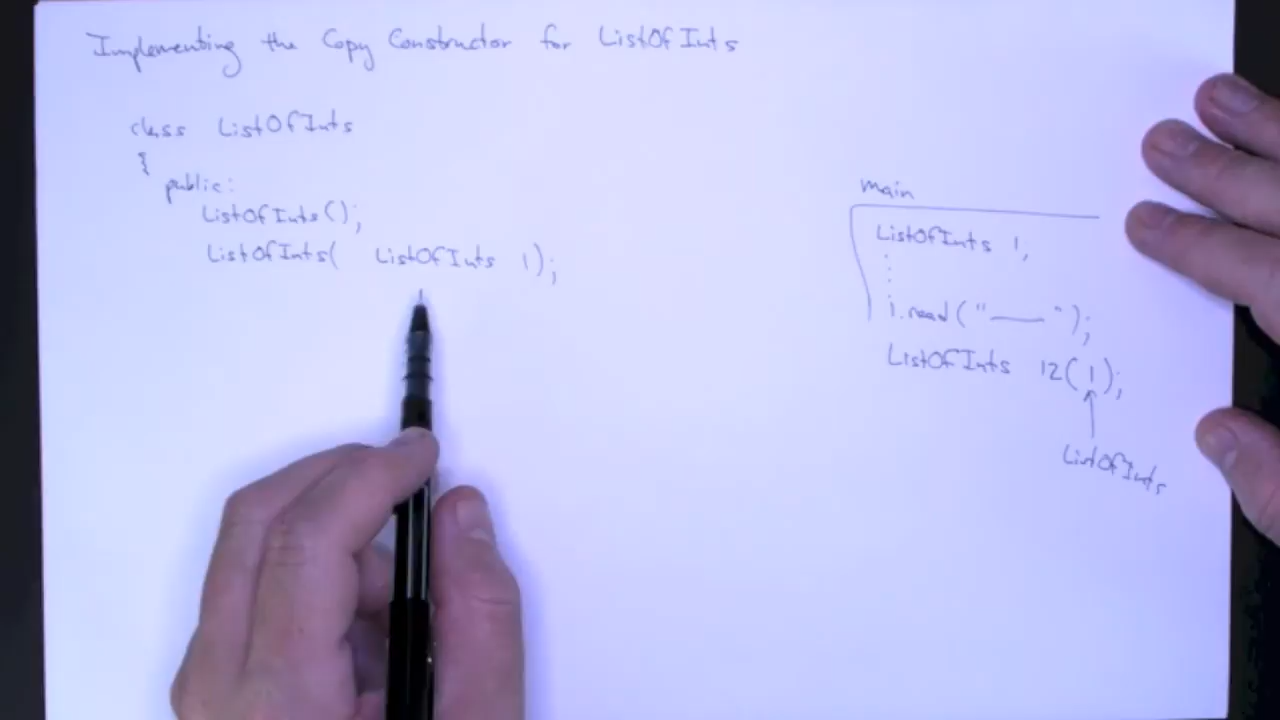 Implementing the Copy Constructor for ListOfInts
class ListOfInts
{
public:
ListOfInts();
ListOfInts( ListOfInts l);
main
ListOfInts l;
l.read("___");
ListOfInts l2(l);
ListOfInts